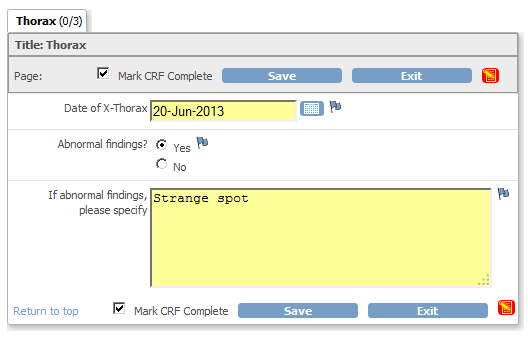 Thorax (0/3)
Title: Thorax
Page: Mark CRF Complete Save Exit
Date of X-Thorax 20-Jun-2013
Abnormal findings? Yes
No
If abnormal findings, Strange spot
please specify
Return to top Mark CRF Complete Save Exit